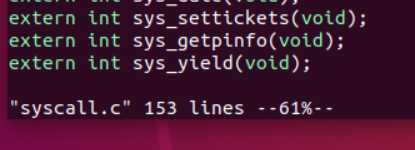 extern int sys_settickets(void);
extern int sys_getpinfo(void);
extern int sys_yield(void);
"syscall.c" 153 lines --61%--